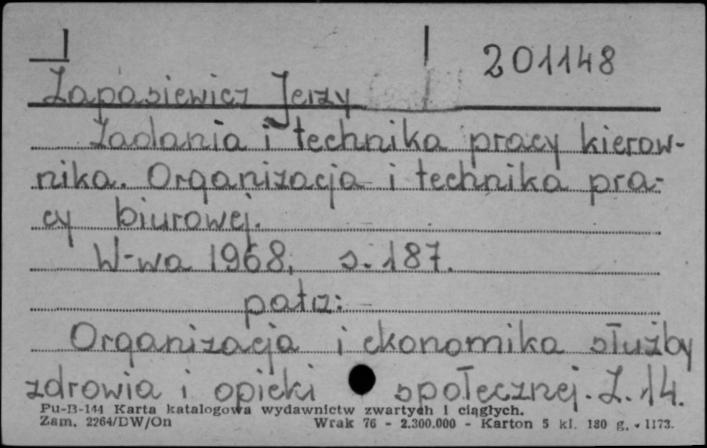 201148
Zapasiewicz Jerzy
Zadania i technika pracy kierow-
nika. Organizacja i technika pra-
cy biurowej.
W-wa 1968, s. 187.
patrz:
Organizacja i ekonomika służby
zdrowia i opieki społecznej. Z. 14.
Pu-B-144 Karta katalogowa wydawnictw zwartych i ciągłych.
Zam. 2264/DW/On Wrak 76 - 2.300.000 - Karton 5 kl. 180 g. - 1173.